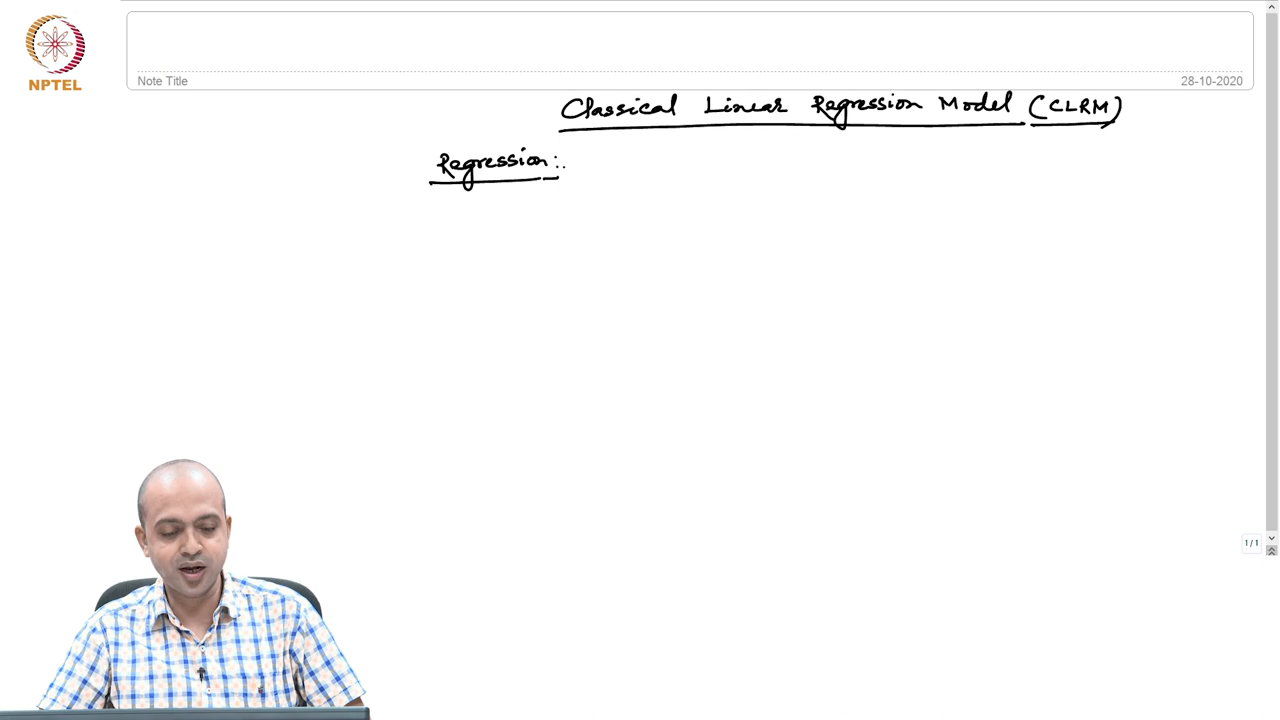 NPTEL
Note Title
28-10-2020
Classical Linear Regression Model (CLRM)
Regression:
1 / 1